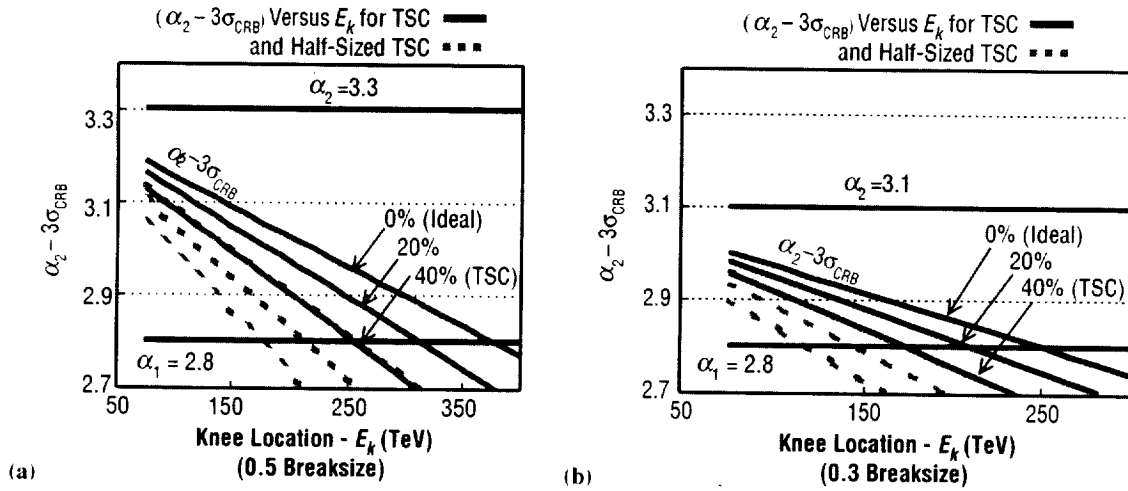 (α₂ – 3σCRB) Versus Eₖ for TSC
and Half-Sized TSC
α₂ = 3.3
α₂ – 3σCRB
0% (Ideal)
20%
40% (TSC)
α₁ = 2.8
α₂ – 3σCRB
3.3
3.1
2.9
2.7
50
150
250
350
Knee Location - Eₖ (TeV)
(0.5 Breaksize)
(a)
(α₂ – 3σCRB) Versus Eₖ for TSC
and Half-Sized TSC
α₂ = 3.1
α₂ – 3σCRB
0% (Ideal)
20%
40% (TSC)
α₁ = 2.8
α₂ – 3σCRB
3.3
3.1
2.9
2.7
50
150
250
Knee Location - Eₖ (TeV)
(0.3 Breaksize)
(b)